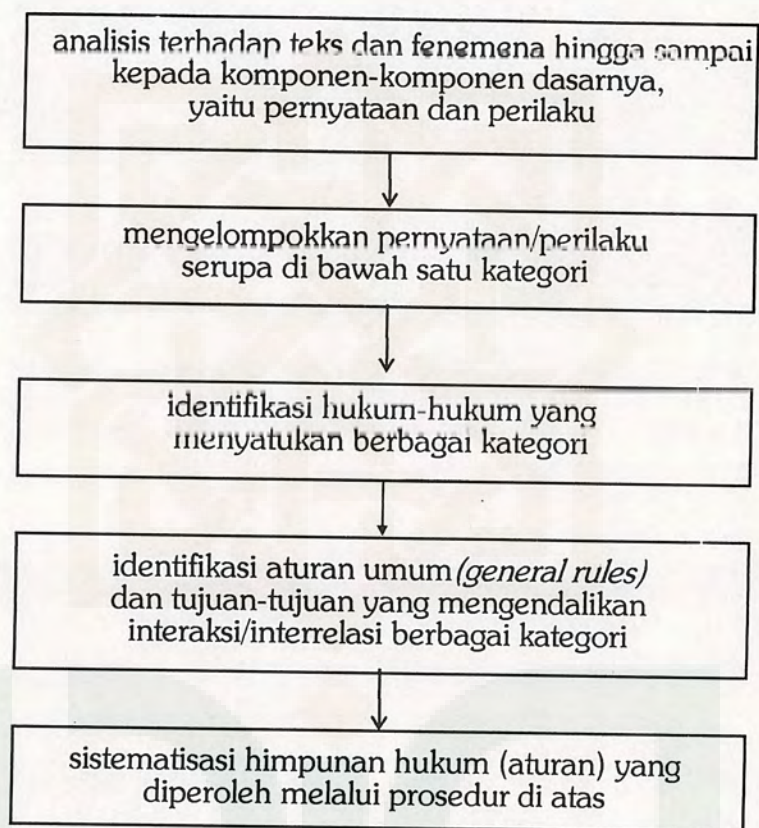 analisis terhadap teks dan fenemena hingga sampai
kepada komponen-komponen dasarnya,
yaitu pernyataan dan perilaku
mengelompokkan pernyataan/perilaku
serupa di bawah satu kategori
identifikasi hukum-hukum yang
menyatukan berbagai kategori
identifikasi aturan umum (general rules)
dan tujuan-tujuan yang mengendalikan
interaksi/interrelasi berbagai kategori
sistematisasi himpunan hukum (aturan) yang
diperoleh melalui prosedur di atas